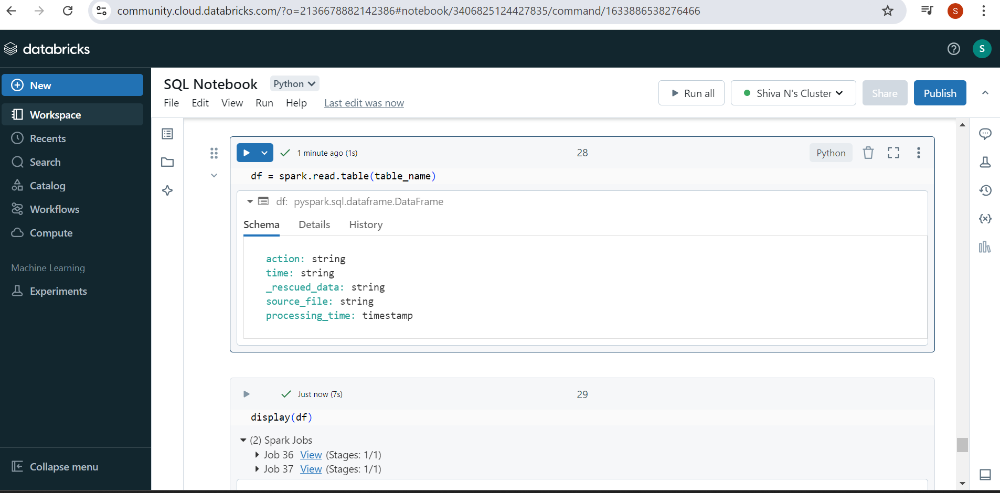 community.cloud.databricks.com/?o=2136678882142386#notebook/3406825124427835/command/1633886538276466
S
databricks
S
New
Workspace
Recents
Search
Catalog
Workflows
Compute
Machine Learning
Experiments
Collapse menu
SQL Notebook Python
File Edit View Run Help Last edit was now
Run all Shiva N's Cluster Share Publish
1 minute ago (1s) 28 Python
df = spark.read.table(table_name)
df: pyspark.sql.dataframe.DataFrame
Schema Details History
action: string
time: string
_rescued_data: string
source_file: string
processing_time: timestamp
Just now (7s) 29
display(df)
(2) Spark Jobs
Job 36 View (Stages: 1/1)
Job 37 View (Stages: 1/1)